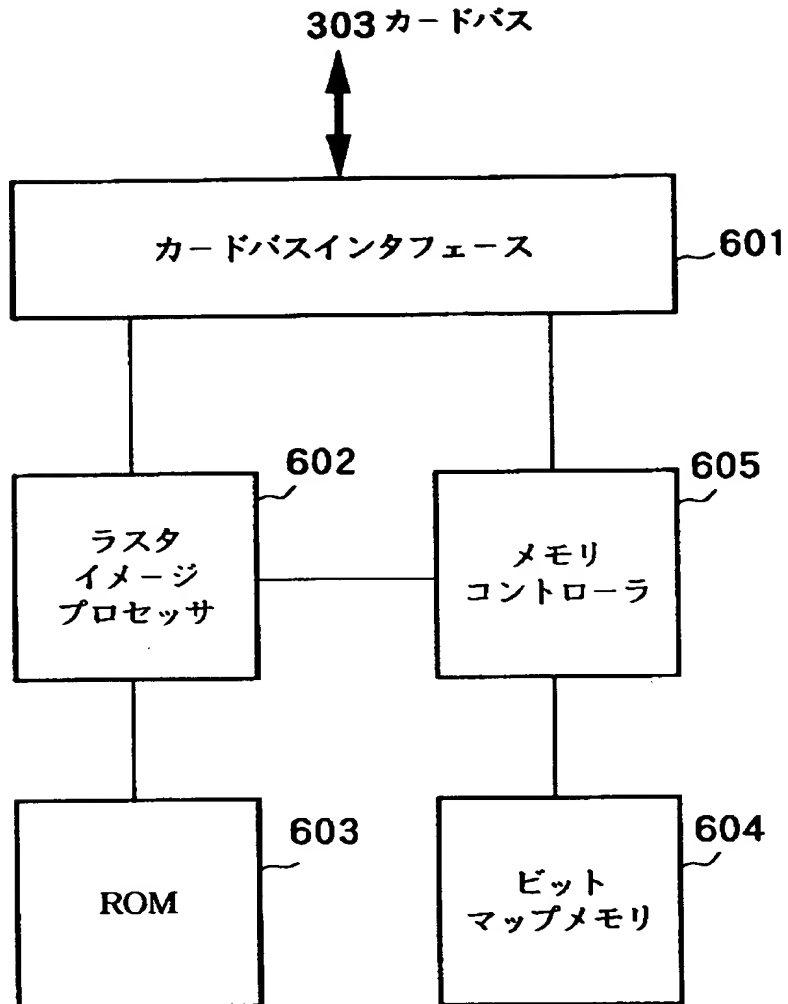 303 カードバス
カードバスインタフェース
601
602
605
ラスタ
イメージ
プロセッサ
メモリ
コントローラ
603
604
ROM
ビット
マップメモリ